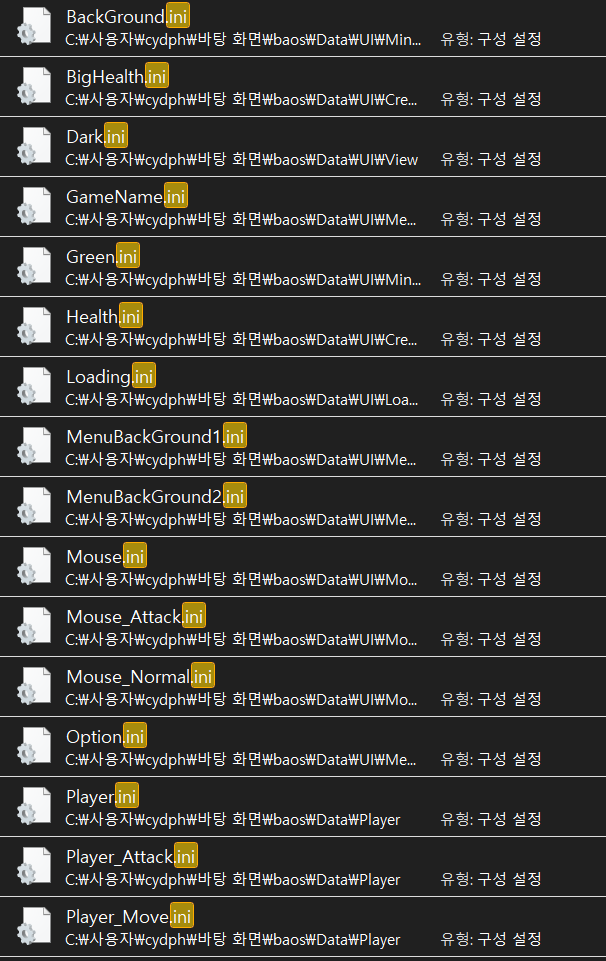 BackGround.ini
C:₩사용자₩cydph₩바탕 화면₩baos₩Data₩UI₩Min... 유형: 구성 설정
BigHealth.ini
C:₩사용자₩cydph₩바탕 화면₩baos₩Data₩UI₩Cre... 유형: 구성 설정
Dark.ini
C:₩사용자₩cydph₩바탕 화면₩baos₩Data₩UI₩View 유형: 구성 설정
GameName.ini
C:₩사용자₩cydph₩바탕 화면₩baos₩Data₩UI₩Me... 유형: 구성 설정
Green.ini
C:₩사용자₩cydph₩바탕 화면₩baos₩Data₩UI₩Min... 유형: 구성 설정
Health.ini
C:₩사용자₩cydph₩바탕 화면₩baos₩Data₩UI₩Cre... 유형: 구성 설정
Loading.ini
C:₩사용자₩cydph₩바탕 화면₩baos₩Data₩UI₩Loa... 유형: 구성 설정
MenuBackGround1.ini
C:₩사용자₩cydph₩바탕 화면₩baos₩Data₩UI₩Me... 유형: 구성 설정
MenuBackGround2.ini
C:₩사용자₩cydph₩바탕 화면₩baos₩Data₩UI₩Me... 유형: 구성 설정
Mouse.ini
C:₩사용자₩cydph₩바탕 화면₩baos₩Data₩UI₩Mo... 유형: 구성 설정
Mouse_Attack.ini
C:₩사용자₩cydph₩바탕 화면₩baos₩Data₩UI₩Mo... 유형: 구성 설정
Mouse_Normal.ini
C:₩사용자₩cydph₩바탕 화면₩baos₩Data₩UI₩Mo... 유형: 구성 설정
Option.ini
C:₩사용자₩cydph₩바탕 화면₩baos₩Data₩UI₩Me... 유형: 구성 설정
Player.ini
C:₩사용자₩cydph₩바탕 화면₩baos₩Data₩Player 유형: 구성 설정
Player_Attack.ini
C:₩사용자₩cydph₩바탕 화면₩baos₩Data₩Player 유형: 구성 설정
Player_Move.ini
C:₩사용자₩cydph₩바탕 화면₩baos₩Data₩Player 유형: 구성 설정